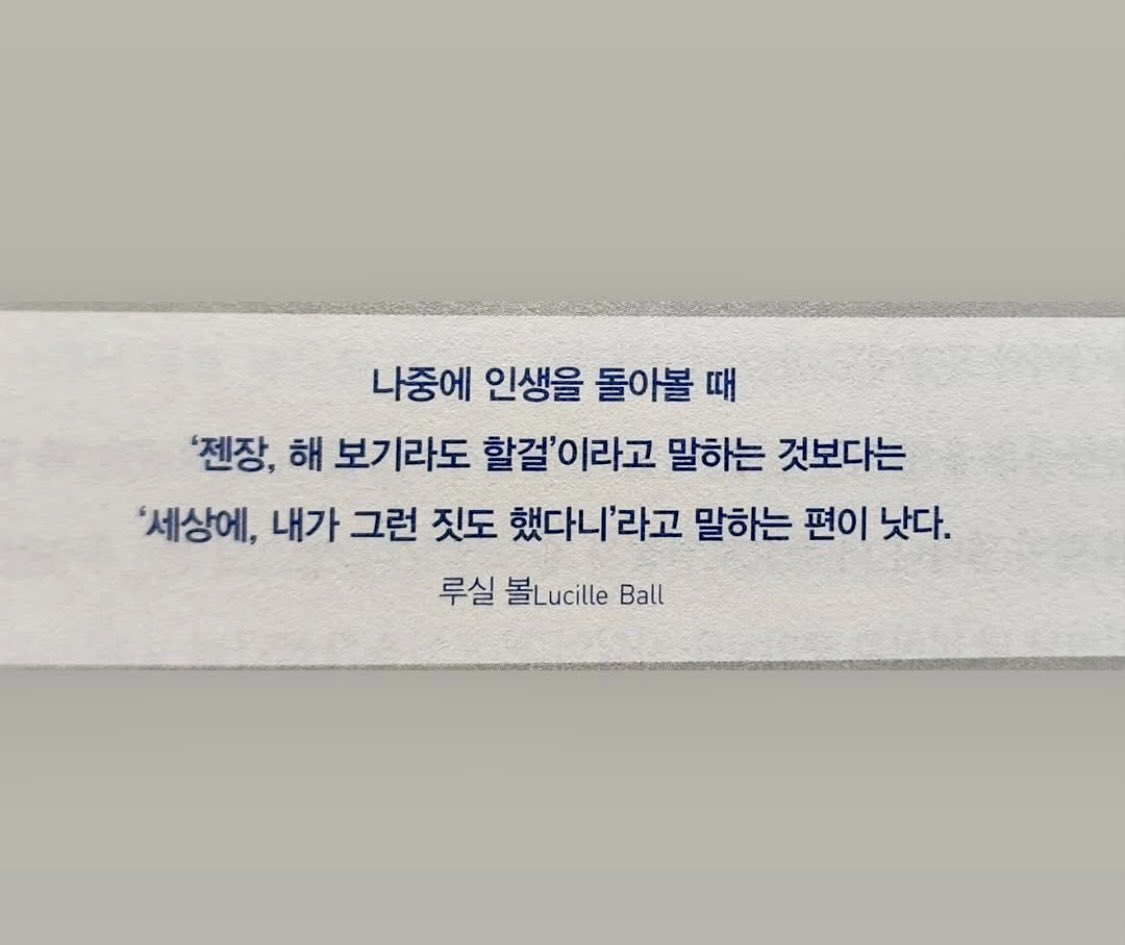 나중에 인생을 돌아볼 때
‘젠장, 해 보기라도 할걸’이라고 말하는 것보다는
‘세상에, 내가 그런 짓도 했다니’라고 말하는 편이 낫다.
루실 볼Lucille Ball